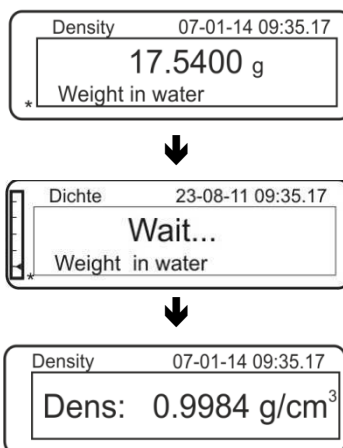 Density 07-01-14 09:35.17
17.5400 g
Weight in water
*
Dichte 23-08-11 09:35.17
Wait...
Weight in water
*
Density 07-01-14 09:35.17
Dens: 0.9984 g/cm³